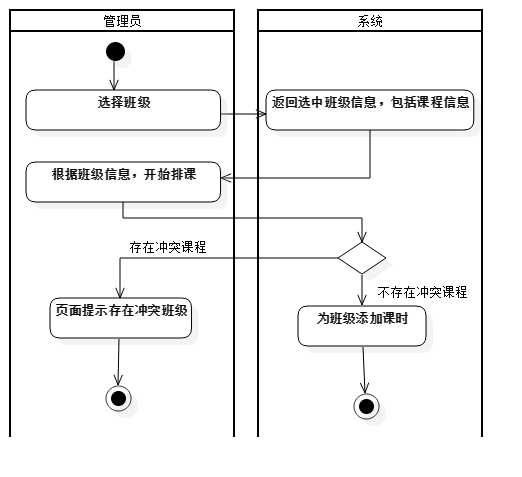 管理员
系统
选择班级
返回选中班级信息，包括课程信息
根据班级信息，开始排课
存在冲突课程
不存在冲突课程
页面提示存在冲突班级
为班级添加课时